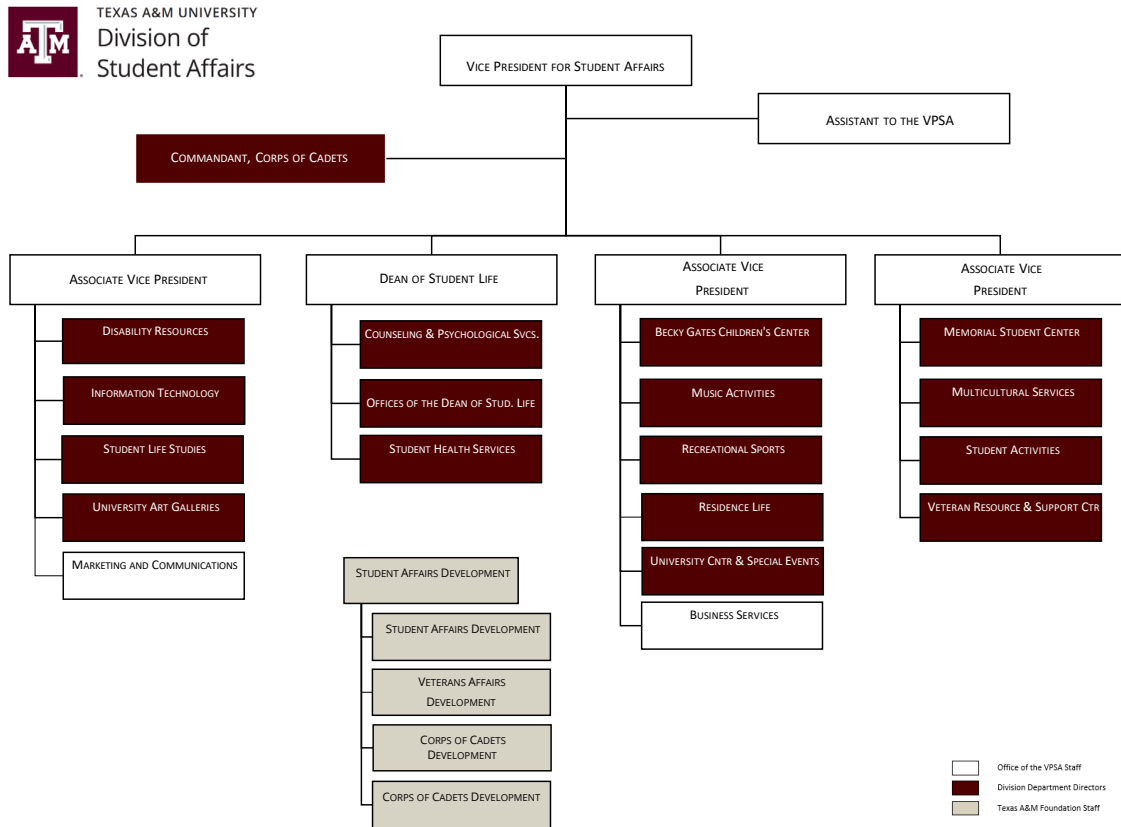 TEXAS A&M UNIVERSITY
Division of
Student Affairs
ĀTM
VICE PRESIDENT FOR STUDENT AFFAIRS
ASSISTANT TO THE VPSA
COMMANDANT, CORPS OF CADETS
ASSOCIATE VICE PRESIDENT
DISABILITY RESOURCES
INFORMATION TECHNOLOGY
STUDENT LIFE STUDIES
UNIVERSITY ART GALLERIES
MARKETING AND COMMUNICATIONS
DEAN OF STUDENT LIFE
COUNSELING & PSYCHOLOGICAL SVCS.
OFFICES OF THE DEAN OF STUD. LIFE
STUDENT HEALTH SERVICES
ASSOCIATE VICE
PRESIDENT
BECKY GATES CHILDREN'S CENTER
MUSIC ACTIVITIES
RECREATIONAL SPORTS
RESIDENCE LIFE
UNIVERSITY CNTR & SPECIAL EVENTS
BUSINESS SERVICES
ASSOCIATE VICE
PRESIDENT
MEMORIAL STUDENT CENTER
MULTICULTURAL SERVICES
STUDENT ACTIVITIES
VETERAN RESOURCE & SUPPORT CTR
STUDENT AFFAIRS DEVELOPMENT
STUDENT AFFAIRS DEVELOPMENT
VETERANS AFFAIRS
DEVELOPMENT
CORPS OF CADETS
DEVELOPMENT
CORPS OF CADETS DEVELOPMENT
Office of the VPSA Staff
Division Department Directors
Texas A&M Foundation Staff